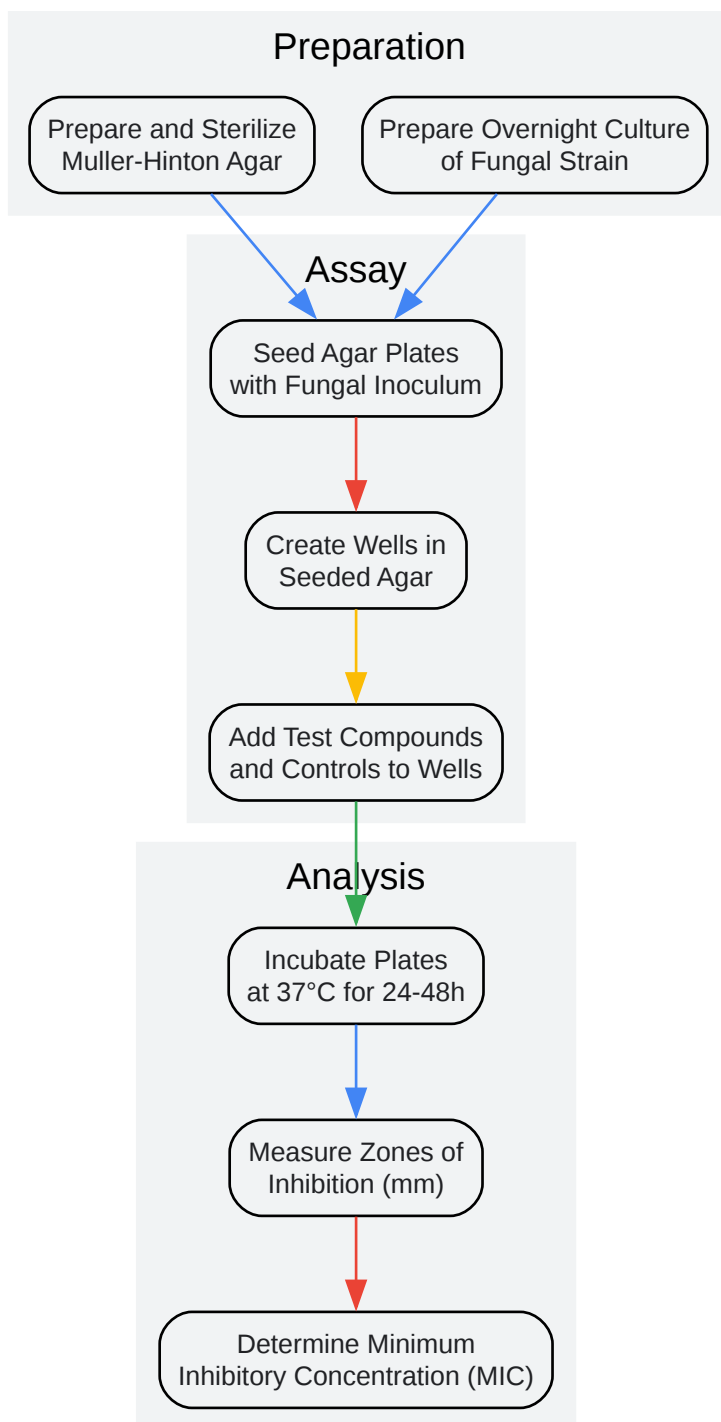 Preparation
Prepare and Sterilize
Muller-Hinton Agar
Prepare Overnight Culture
of Fungal Strain
Assay
Seed Agar Plates
with Fungal Inoculum
Create Wells in
Seeded Agar
Add Test Compounds
and Controls to Wells
Analysis
Incubate Plates
at 37°C for 24-48h
Measure Zones of
Inhibition (mm)
Determine Minimum
Inhibitory Concentration (MIC)